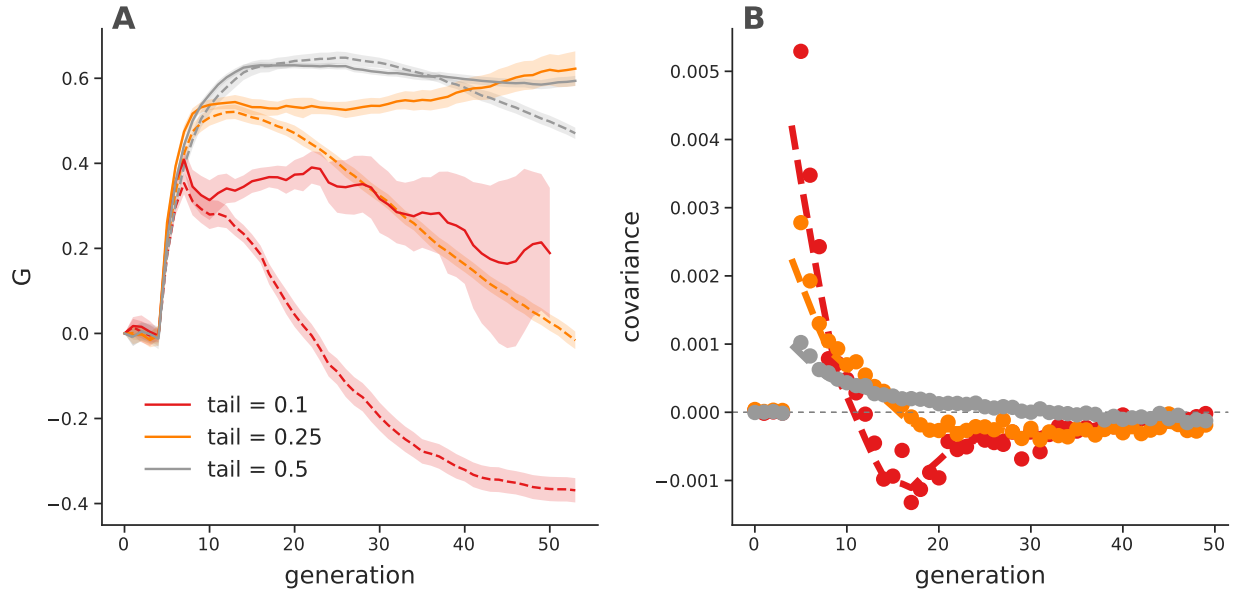 A
0.6
0.4
0.2
0.0
−0.2
−0.4
G
tail = 0.1
tail = 0.25
tail = 0.5
0 10 20 30 40 50
generation
B
0.005
0.004
0.003
0.002
0.001
0.000
−0.001
covariance
0 10 20 30 40 50
generation